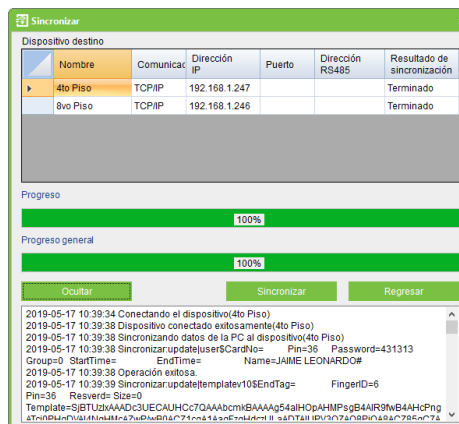 Sincronizar
Dispositivo destino
Nombre Comunicac Dirección IP Puerto Dirección RS485 Resultado de sincronización
4to Piso TCP/IP 192.168.1.247 Terminado
8vo Piso TCP/IP 192.168.1.246 Terminado
Progreso
100%
Progreso general
100%
Ocultar Sincronizar Regresar
2019-05-17 10:39:34 Conectando el dispositivo(4to Piso)
2019-05-17 10:39:38 Dispositivo conectado exitosamente(4to Piso)
2019-05-17 10:39:38 Sincronizando datos de la PC al dispositivo(4to Piso)
2019-05-17 10:39:38 Sincronizar:update|user$CardNo= Pin=36 Password=431313
Group=0 StartTime= EndTime= Name=JAIME LEONARDO#
2019-05-17 10:39:38 Operación exitosa.
2019-05-17 10:39:39 Sincronizar:update|templatev10$EndTag= FingerID=6
Pin=36 Resverd= Size=0